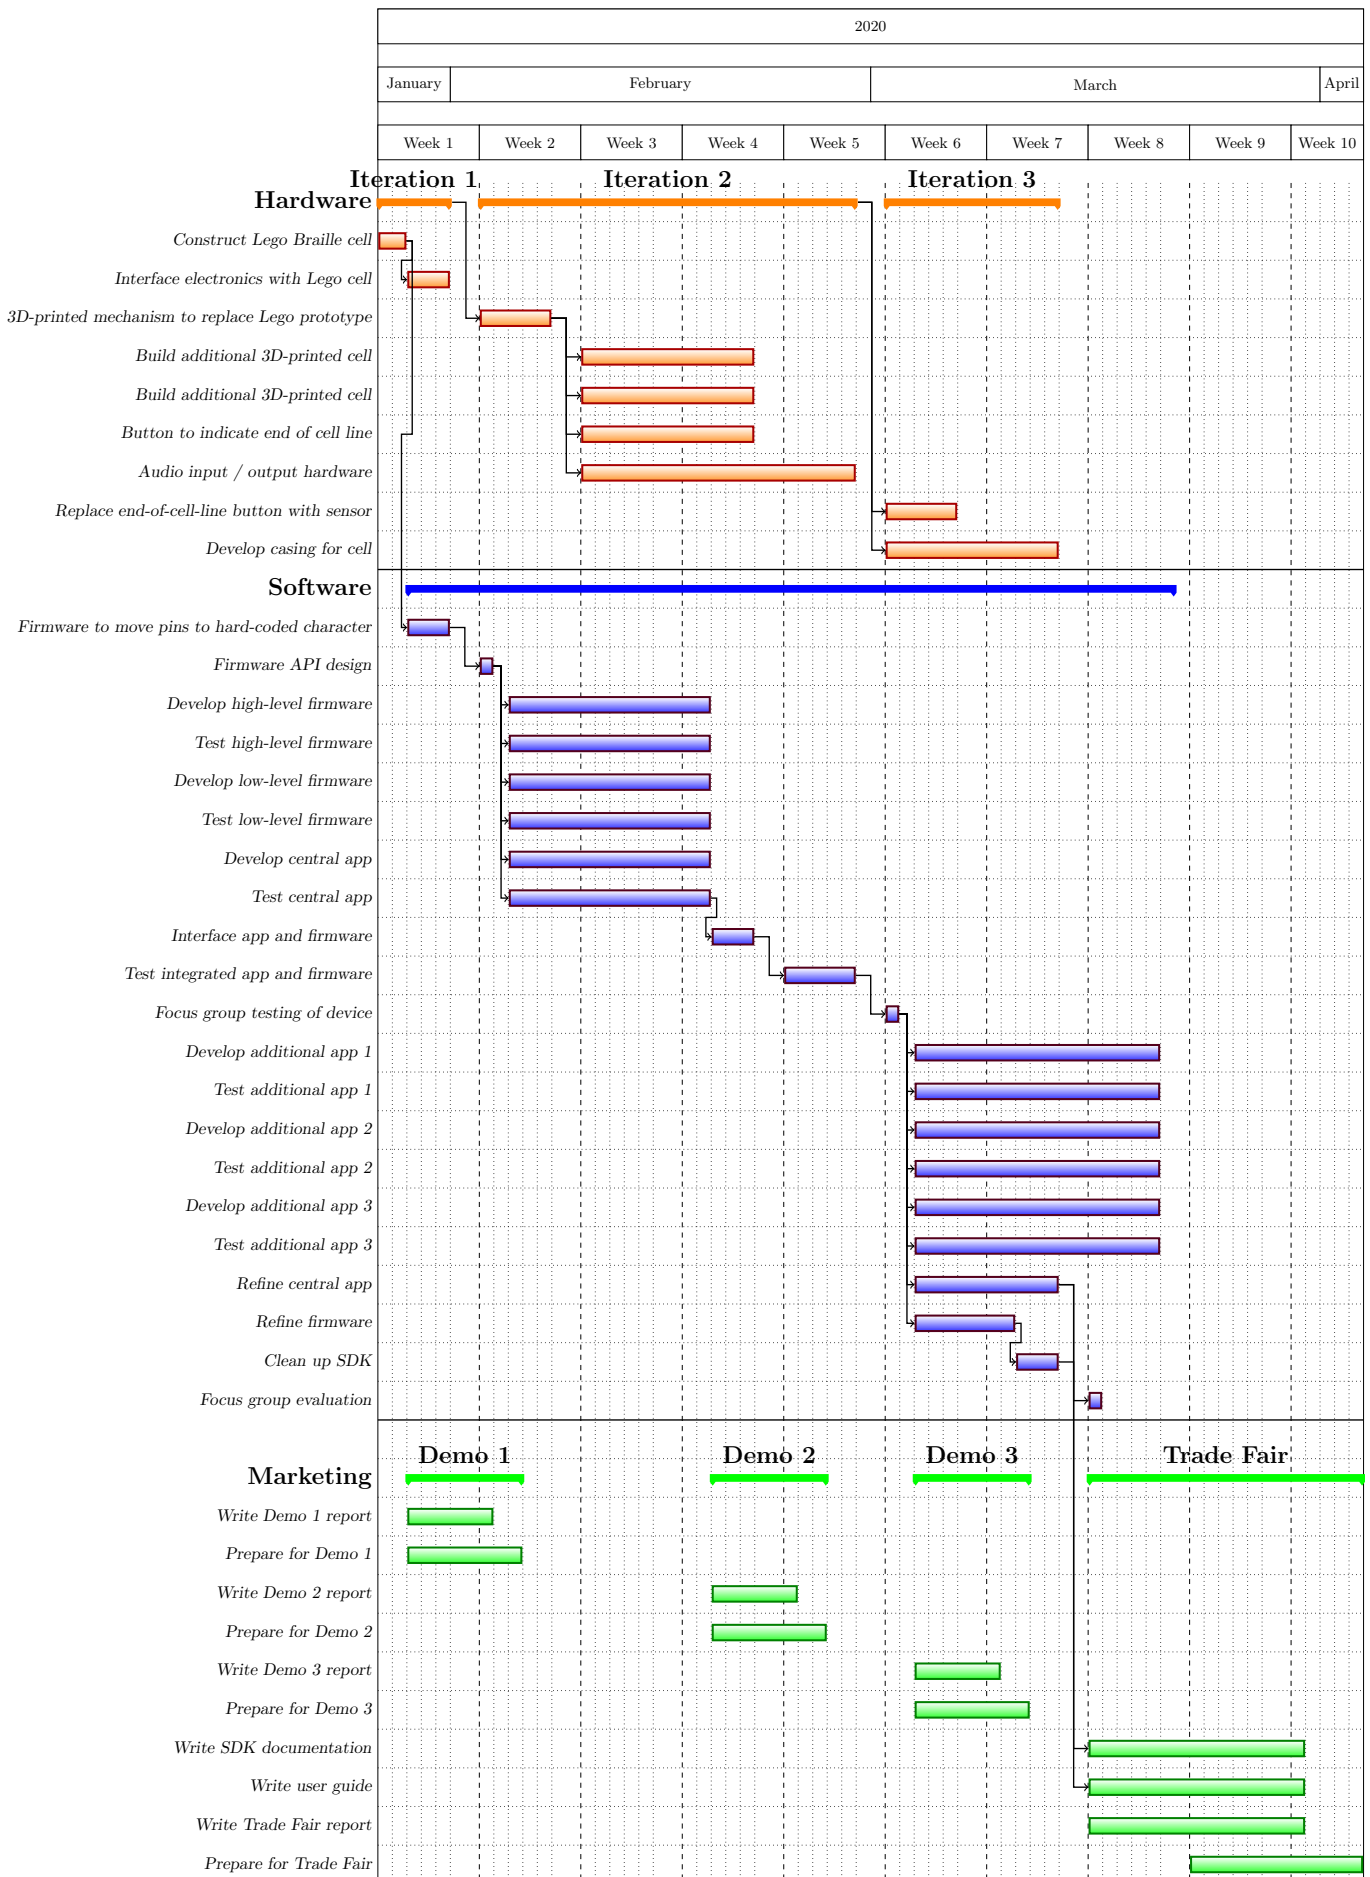 2020
January February March April
Week 1 Week 2 Week 3 Week 4 Week 5 Week 6 Week 7 Week 8 Week 9 Week 10
Iteration 1 Iteration 2 Iteration 3
Hardware
Construct Lego Braille cell
Interface electronics with Lego cell
3D-printed mechanism to replace Lego prototype
Build additional 3D-printed cell
Build additional 3D-printed cell
Button to indicate end of cell line
Audio input / output hardware
Replace end-of-cell-line button with sensor
Develop casing for cell
Software
Firmware to move pins to hard-coded character
Firmware API design
Develop high-level firmware
Test high-level firmware
Develop low-level firmware
Test low-level firmware
Develop central app
Test central app
Interface app and firmware
Test integrated app and firmware
Focus group testing of device
Develop additional app 1
Test additional app 1
Develop additional app 2
Test additional app 2
Develop additional app 3
Test additional app 3
Refine central app
Refine firmware
Clean up SDK
Focus group evaluation
Demo 1 Demo 2 Demo 3 Trade Fair
Marketing
Write Demo 1 report
Prepare for Demo 1
Write Demo 2 report
Prepare for Demo 2
Write Demo 3 report
Prepare for Demo 3
Write SDK documentation
Write user guide
Write Trade Fair report
Prepare for Trade Fair